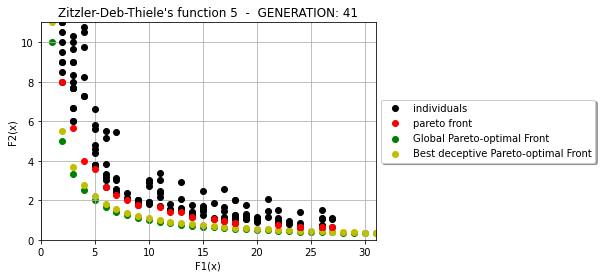 Zitzler-Deb-Thiele's function 5 - GENERATION: 41
F2(x)
10
8
6
4
2
0
0 5 10 15 20 25 30
F1(x)
individuals
pareto front
Global Pareto-optimal Front
Best deceptive Pareto-optimal Front